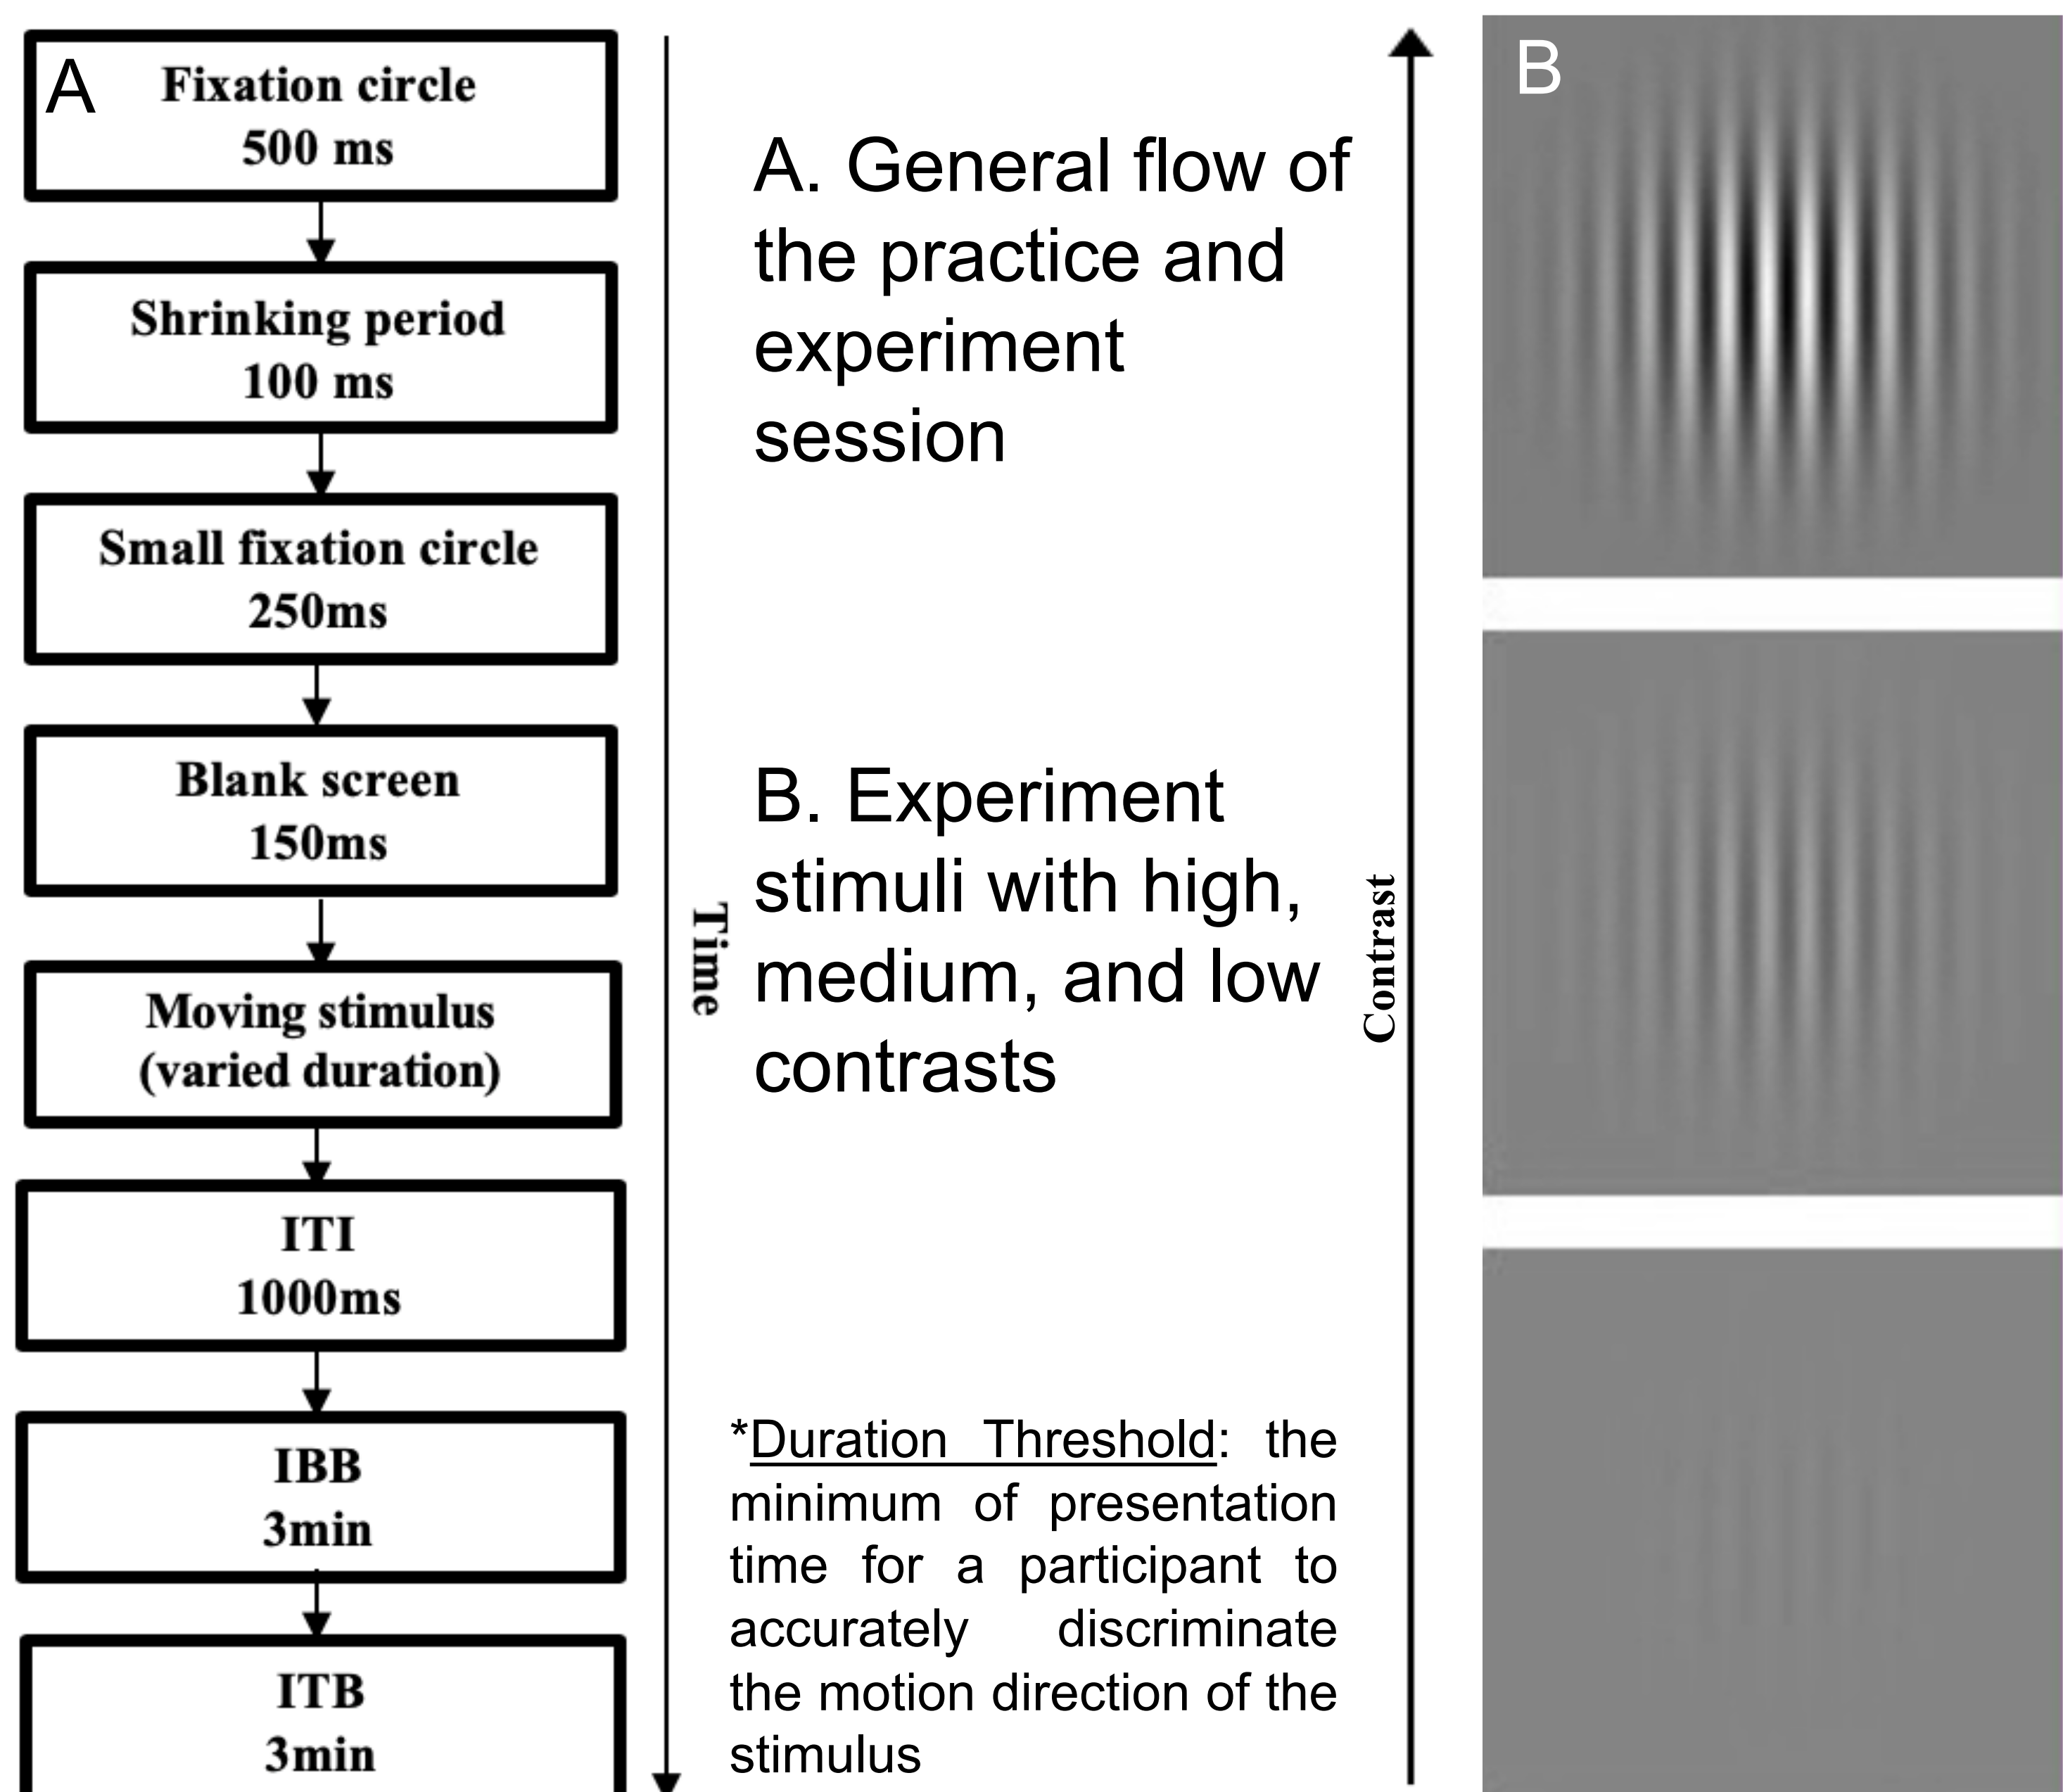 A
Fixation circle
500 ms
Shrinking period
100 ms
Small fixation circle
250ms
Blank screen
150ms
Moving stimulus
(varied duration)
ITI
1000ms
IBB
3min
ITB
3min
Time
A. General flow of
the practice and
experiment
session
B. Experiment
stimuli with high,
medium, and low
contrasts
*Duration Threshold: the
minimum of presentation
time for a participant to
accurately discriminate
the motion direction of the
stimulus
Contrast
B